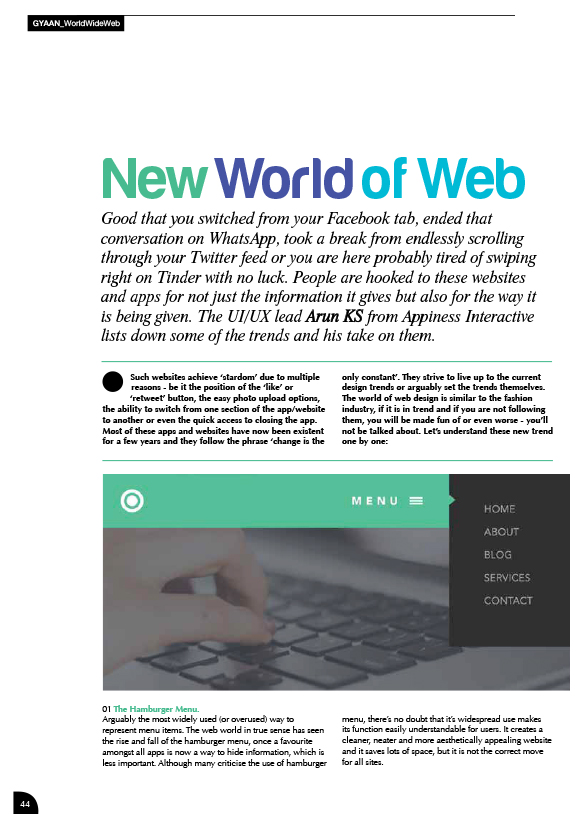 GYAAN_WorldWideWeb
New World of Web
Good that you switched from your Facebook tab, ended that
conversation on WhatsApp, took a break from endlessly scrolling
through your Twitter feed or you are here probably tired of swiping
right on Tinder with no luck. People are hooked to these websites
and apps for not just the information it gives but also for the way it
is being given. The UI/UX lead Arun KS from Appiness Interactive
lists down some of the trends and his take on them.
Such websites achieve ‘stardom’ due to multiple
reasons - be it the position of the ‘like’ or
‘retweet’ button, the easy photo upload options,
the ability to switch from one section of the app/website
to another or even the quick access to closing the app.
Most of these apps and websites have now been existent
for a few years and they follow the phrase ‘change is the
only constant’. They strive to live up to the current
design trends or arguably set the trends themselves.
The world of web design is similar to the fashion
industry, if it is in trend and if you are not following
them, you will be made fun of or even worse - you’ll
not be talked about. Let’s understand these new trend
one by one:
MENU
HOME
ABOUT
BLOG
SERVICES
CONTACT
01 The Hamburger Menu.
Arguably the most widely used (or overused) way to
represent menu items. The web world in true sense has seen
the rise and fall of the hamburger menu, once a favourite
amongst all apps is now a way to hide information, which is
less important. Although many criticise the use of hamburger
menu, there’s no doubt that it’s widespread use makes
its function easily understandable for users. It creates a
cleaner, neater and more aesthetically appealing website
and it saves lots of space, but it is not the correct move
for all sites.
44